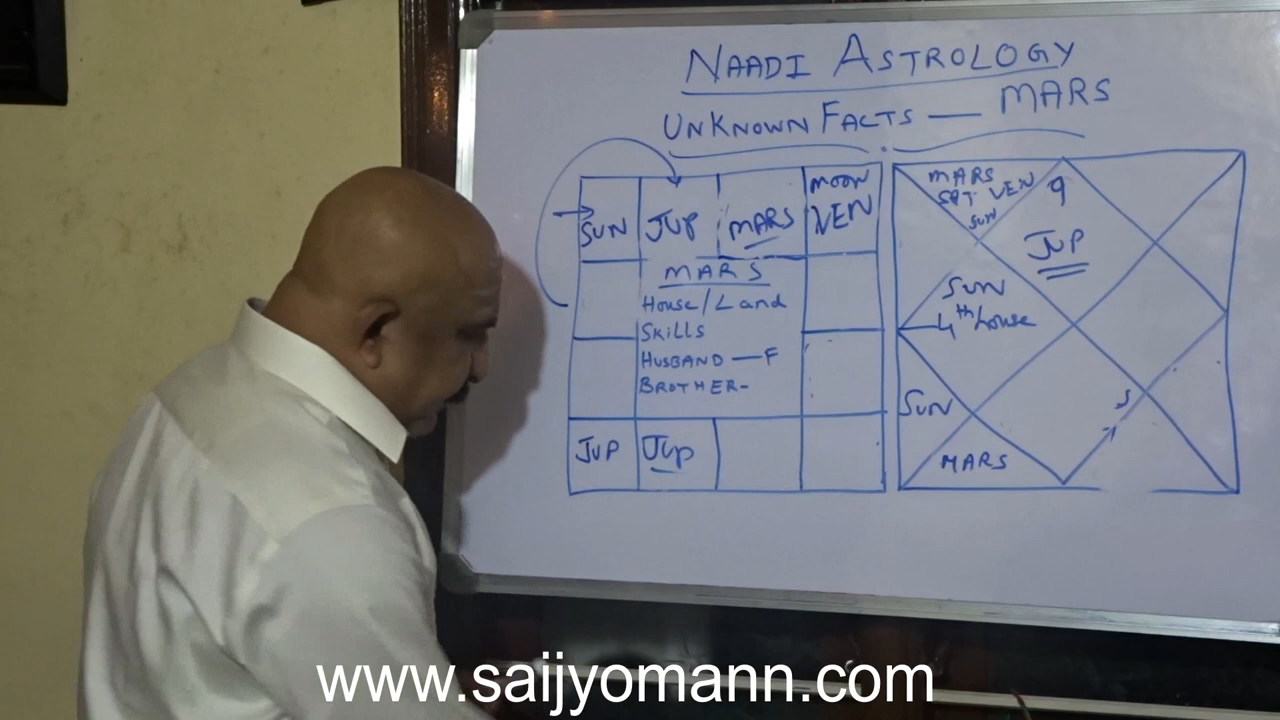 NAADI ASTROLOGY
UNKNOWN FACTS — MARS
SUN JUP MARS MOON VEN
MARS
House/Land
Skills
HUSBAND — F
BROTHER-
JUP Jup
MARS
SAT VEN
SUN
9
JUP
SUN
4th house
SUN
MARS
www.saijyomann.com